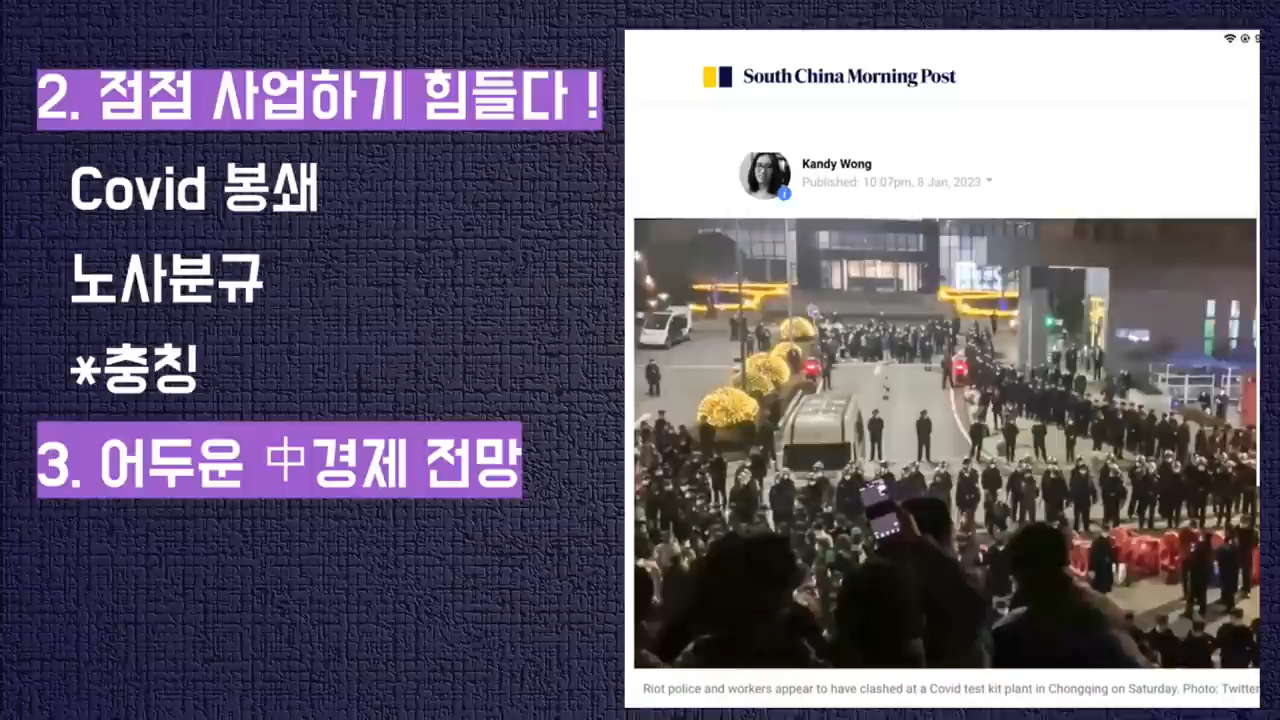 2. 점점 사업하기 힘들다 !
Covid 봉쇄
노사분규
*충칭
3. 어두운 中경제 전망
South China Morning Post
Kandy Wong
Published: 10:07pm, 8 Jan, 2023
Riot police and workers appear to have clashed at a Covid test kit plant in Chongqing on Saturday. Photo: Twitter